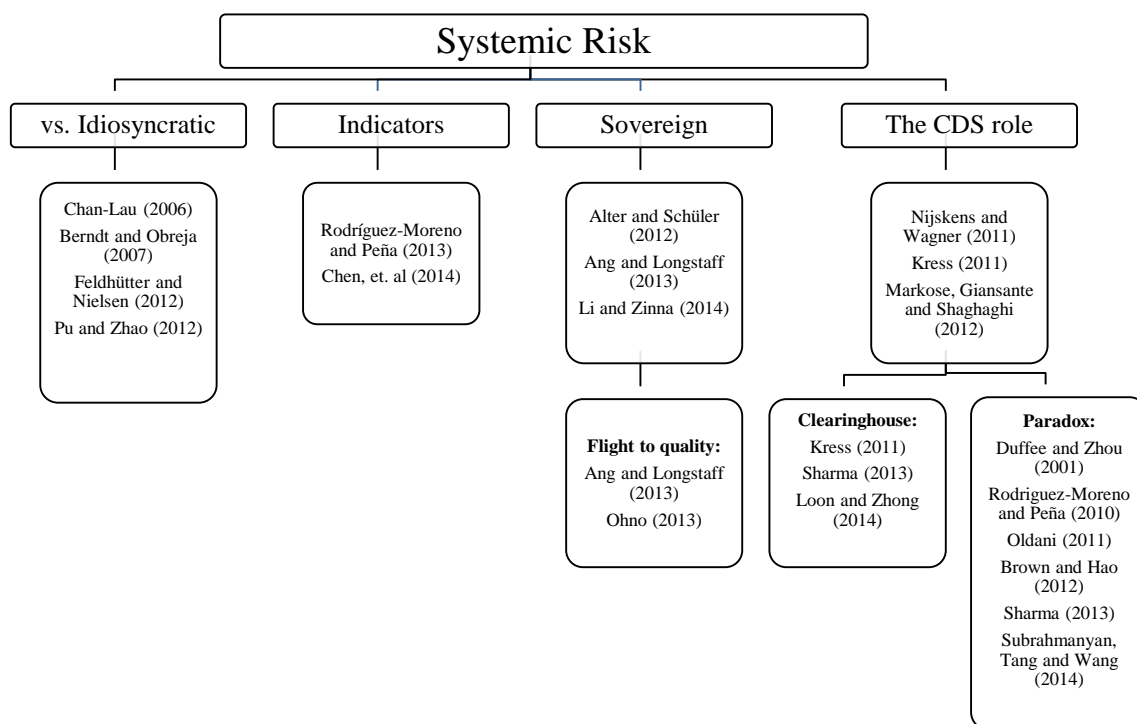 Systemic Risk
vs. Idiosyncratic
Indicators
Sovereign
The CDS role
Chan-Lau (2006)
Berndt and Obreja
(2007)
Feldhütter and
Nielsen (2012)
Pu and Zhao (2012)
Rodríguez-Moreno
and Peña (2013)
Chen, et. al (2014)
Alter and Schüler
(2012)
Ang and Longstaff
(2013)
Li and Zinna (2014)
Nijskens and
Wagner (2011)
Kress (2011)
Markose, Giansante
and Shaghaghi
(2012)
Flight to quality:
Ang and Longstaff
(2013)
Ohno (2013)
Clearinghouse:
Kress (2011)
Sharma (2013)
Loon and Zhong
(2014)
Paradox:
Duffee and Zhou
(2001)
Rodriguez-Moreno
and Peña (2010)
Oldani (2011)
Brown and Hao
(2012)
Sharma (2013)
Subrahmanyan,
Tang and Wang
(2014)